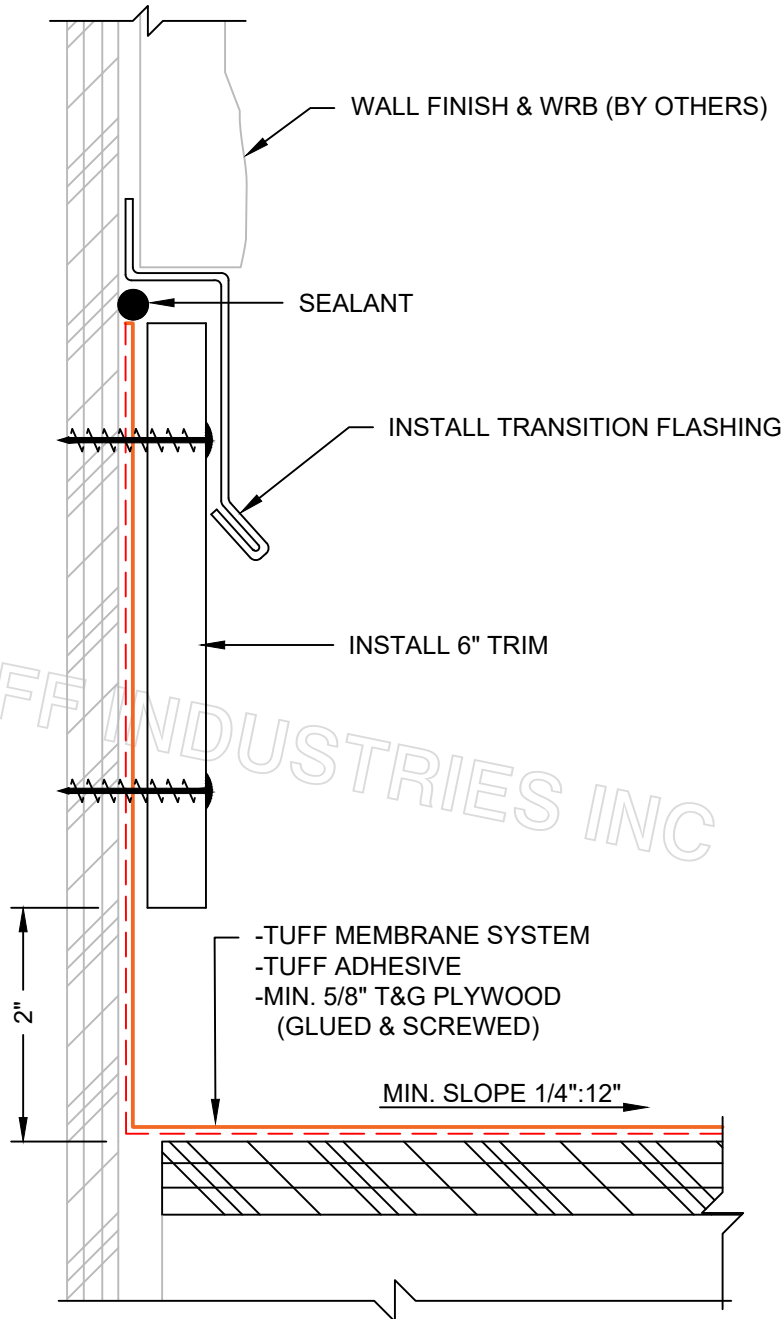 WALL FINISH & WRB (BY OTHERS)
SEALANT
INSTALL TRANSITION FLASHING
INSTALL 6" TRIM
INDUSTRIES INC
2"
-TUFF MEMBRANE SYSTEM
-TUFF ADHESIVE
-MIN. 5/8" T&G PLYWOOD
(GLUED & SCREWED)
MIN. SLOPE 1/4":12"